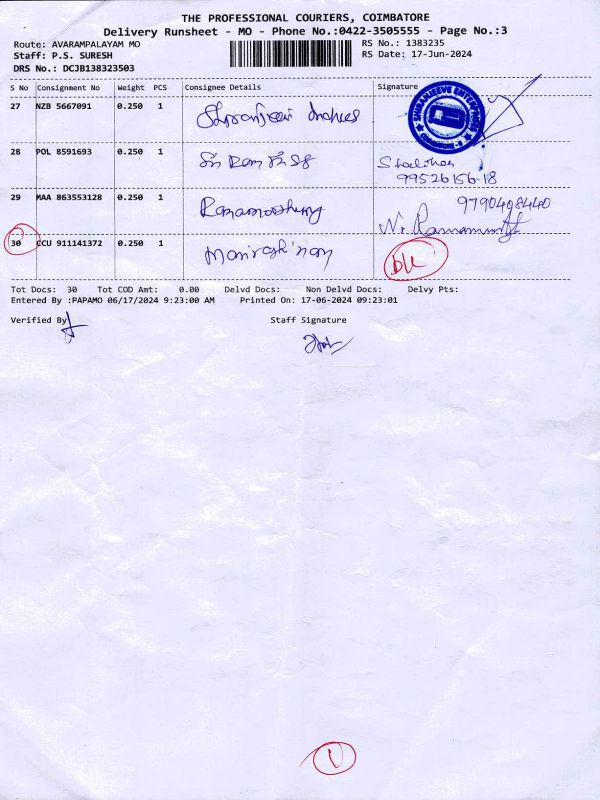 THE PROFESSIONAL COURIERS, COIMBATORE
Delivery Runsheet - MO - Phone No.:0422-3505555 - Page No.:3
Route: AVARAMPALAYAM MO
RS No.: 1383235
Staff: P.S. SURESH
RS Date: 17-Jun-2024
DRS No.: DCJB138323503
S No Consignment No Weight PCS Consignee Details Signature
27 NZB 5667091 0.250 1
28 POL 8591693 0.250 1
99526156-18
29 MAA 863553128 0.250 1 Ramamoorthy 9790498440
N. Ramamurthy
30 CCU 911141372 0.250 1
Tot Docs: 30 Tot COD Amt: 0.00 Delvd Docs: Non Delvd Docs: Delvy Pts:
Entered By :PAPAMO 06/17/2024 9:23:00 AM Printed On: 17-06-2024 09:23:01
Verified By
Staff Signature